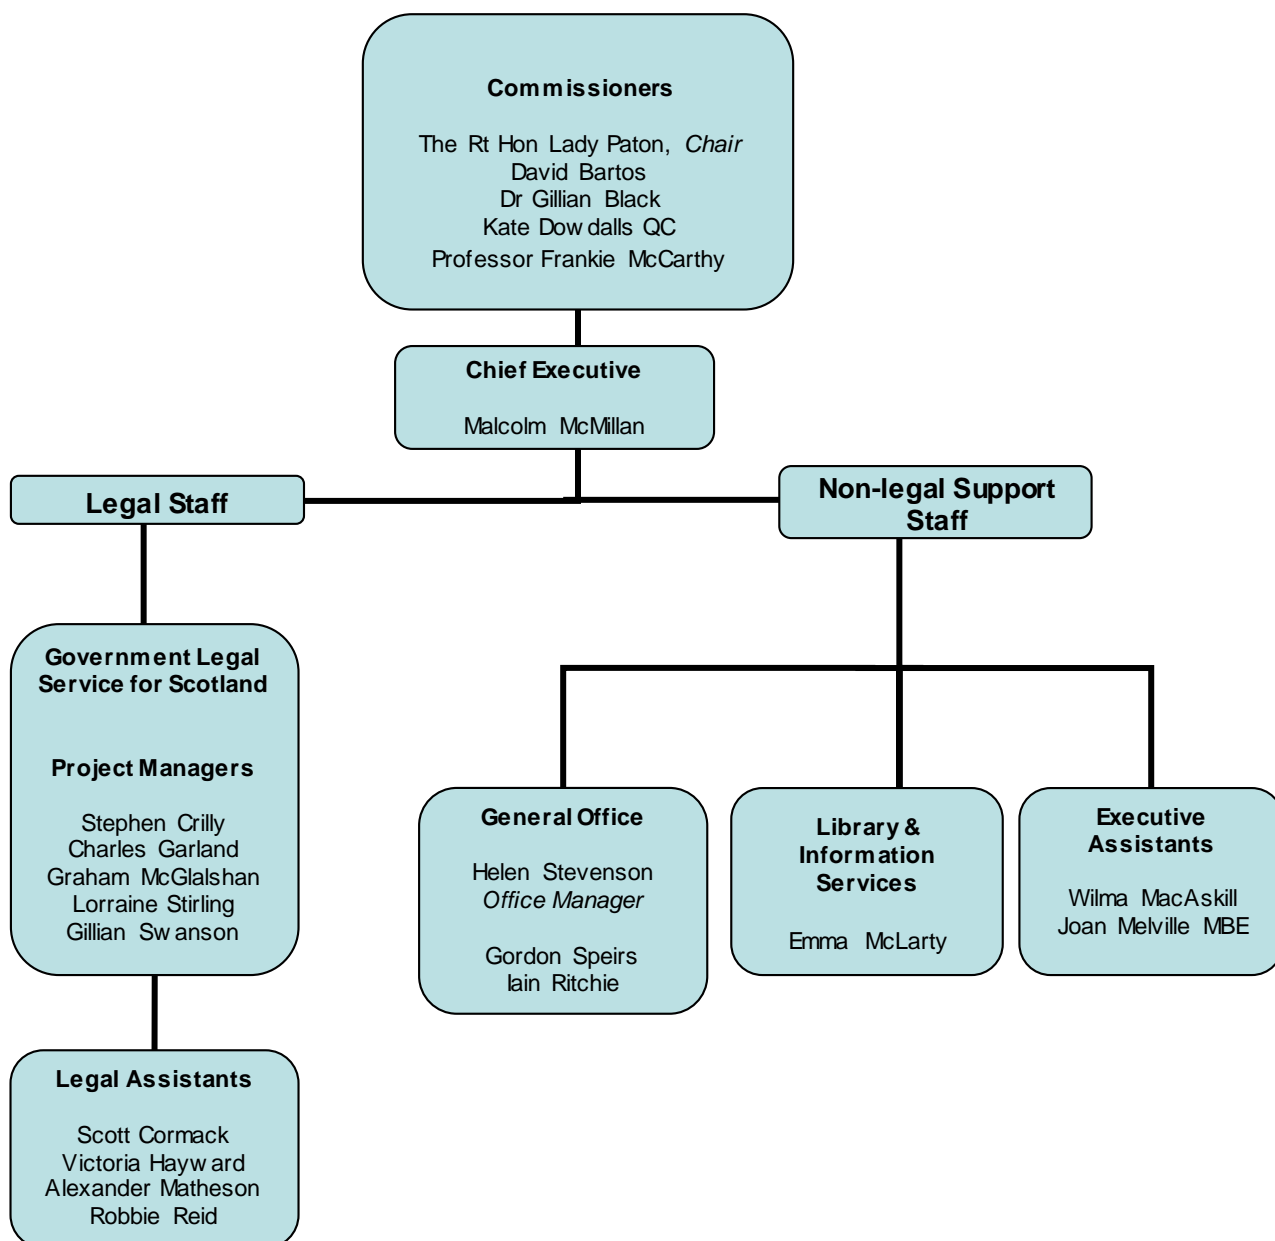 Commissioners
The Rt Hon Lady Paton, Chair
David Bartos
Dr Gillian Black
Kate Dowdalls QC
Professor Frankie McCarthy
Chief Executive
Malcolm McMillan
Legal Staff
Non-legal Support
Staff
Government Legal
Service for Scotland
Project Managers
Stephen Crilly
Charles Garland
Graham McGlalshan
Lorraine Stirling
Gillian Swanson
Legal Assistants
Scott Cormack
Victoria Hayward
Alexander Matheson
Robbie Reid
General Office
Helen Stevenson
Office Manager
Gordon Speirs
Iain Ritchie
Library &
Information
Services
Emma McLarty
Executive
Assistants
Wilma MacAskill
Joan Melville MBE